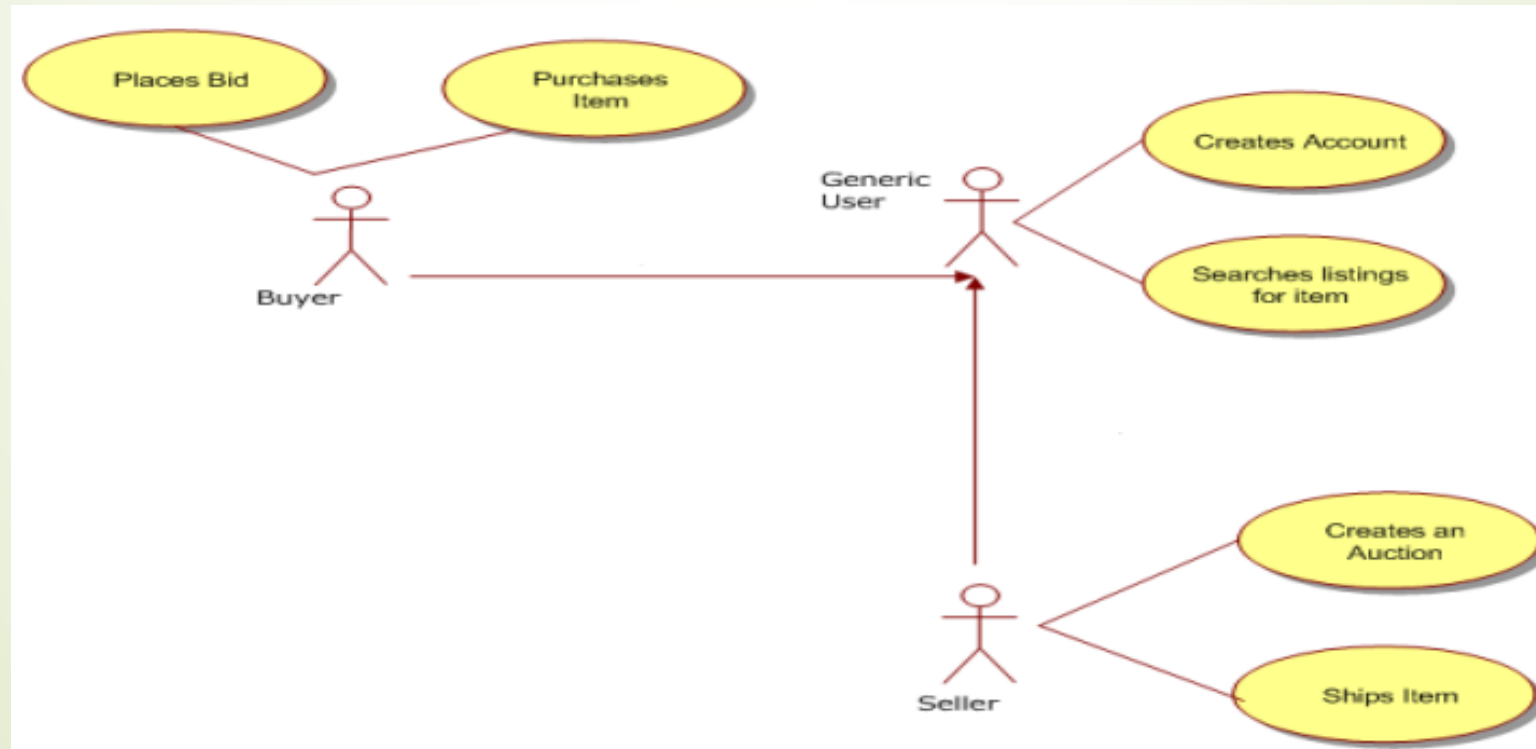 Places Bid
Purchases
Item
Creates Account
Generic
User
Searches listings
for item
Buyer
Creates an
Auction
Ships Item
Seller